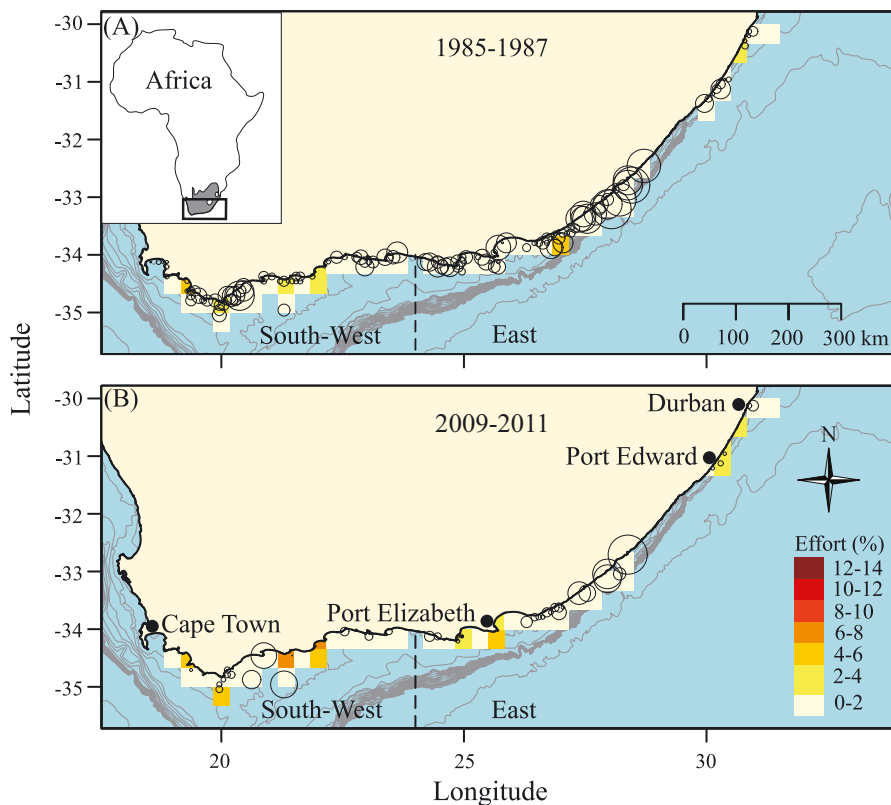 -30
-31
-32
-33
-34
-35
(A)
1985-1987
Africa
South-West
East
0 100 200 300 km
Latitude
-30
-31
-32
-33
-34
-35
(B)
2009-2011
Durban
Port Edward
N
Effort (%)
12-14
10-12
8-10
6-8
4-6
2-4
0-2
Port Elizabeth
Cape Town
South-West
East
20 25 30
Longitude